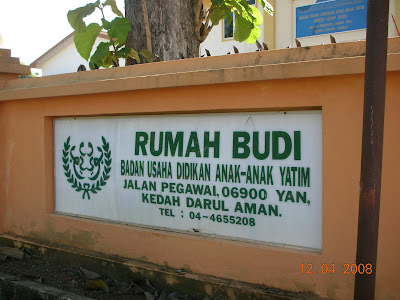 RUMAH BUDI
BADAN USAHA DIDIKAN ANAK-ANAK YATIM
JALAN PEGAWAI, 06900 YAN,
KEDAH DARUL AMAN.
TEL : 04-4655208
12 04 2008